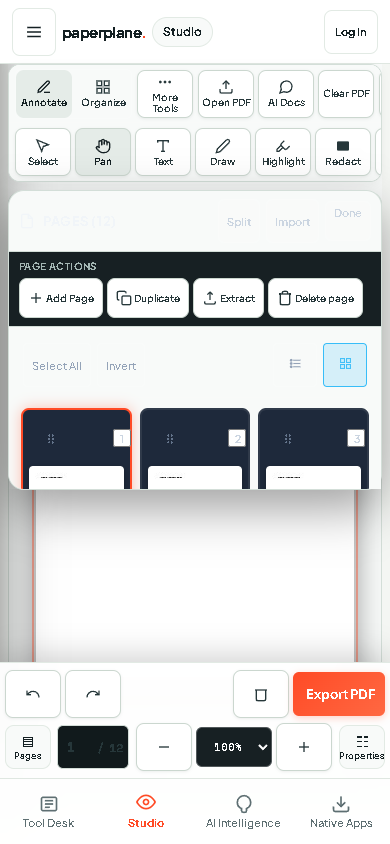 paperplane. Studio Log In
Annotate Organize More Tools Open PDF AI Docs Clear PDF
Select Pan Text Draw Highlight Redact
PAGES (12) Split Import Done
PAGE ACTIONS
Add Page Duplicate Extract Delete page
Select All Invert
1 2 3
Export PDF
Pages 1 / 12 100% Properties
Tool Desk Studio AI Intelligence Native Apps